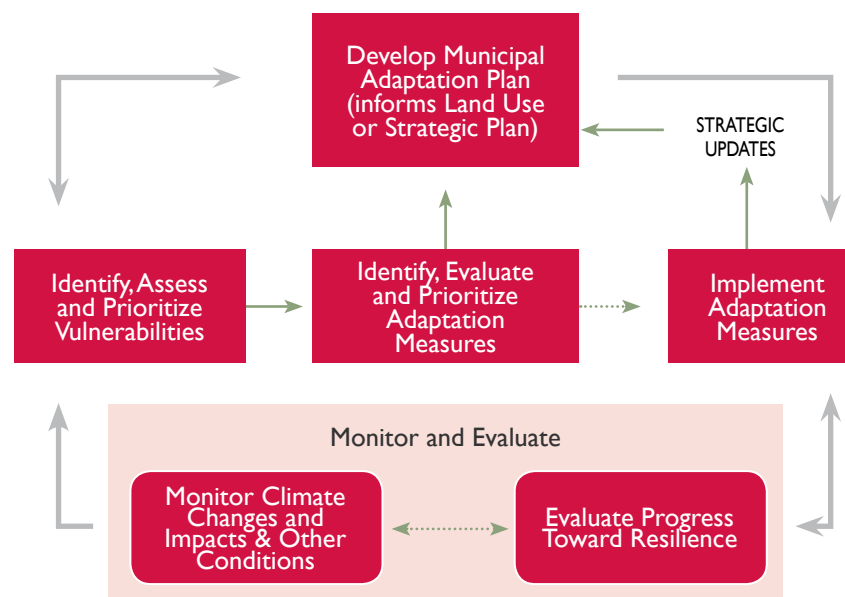 Develop Municipal
Adaptation Plan
(informs Land Use
or Strategic Plan)
STRATEGIC
UPDATES
Identify, Assess
and Prioritize
Vulnerabilities
Identify, Evaluate
and Prioritize
Adaptation
Measures
Implement
Adaptation
Measures
Monitor and Evaluate
Monitor Climate
Changes and
Impacts & Other
Conditions
Evaluate Progress
Toward Resilience